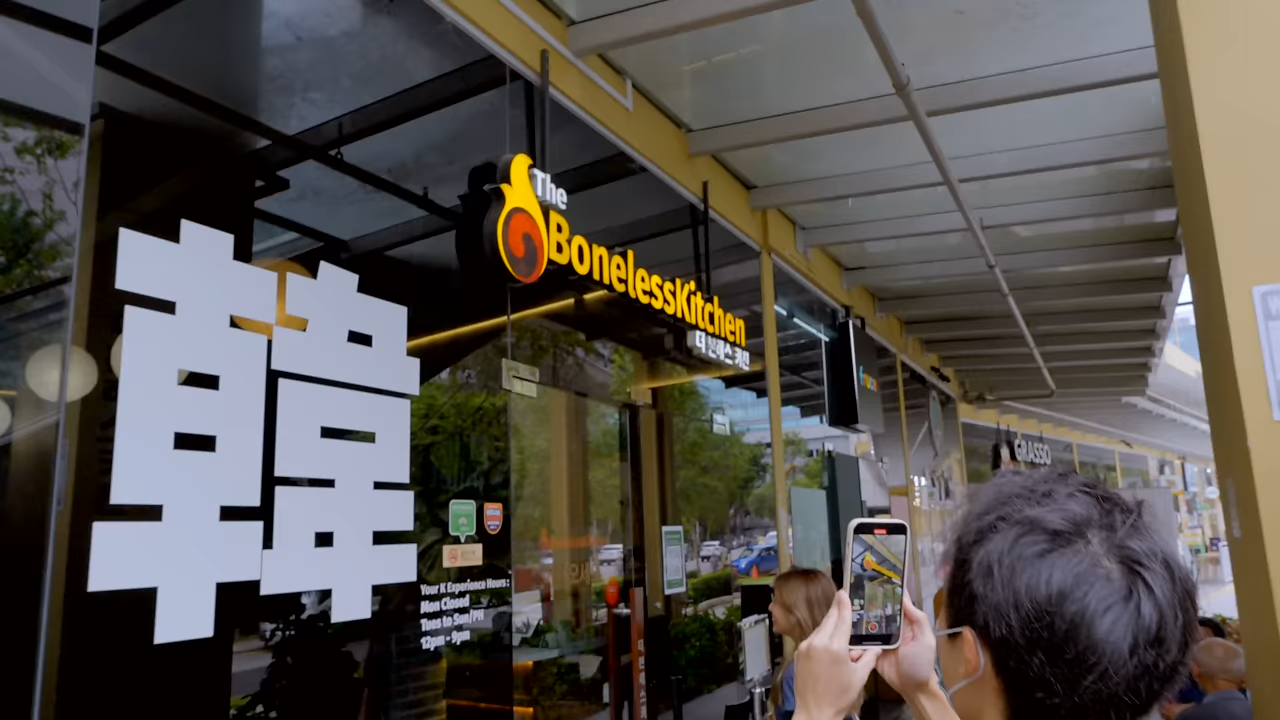 韓
The
BonelessKitchen
더 본레스 키친
Your K Experience Hours :
Mon Closed
Tues to Sun/PH
12pm - 9pm
GRASSO